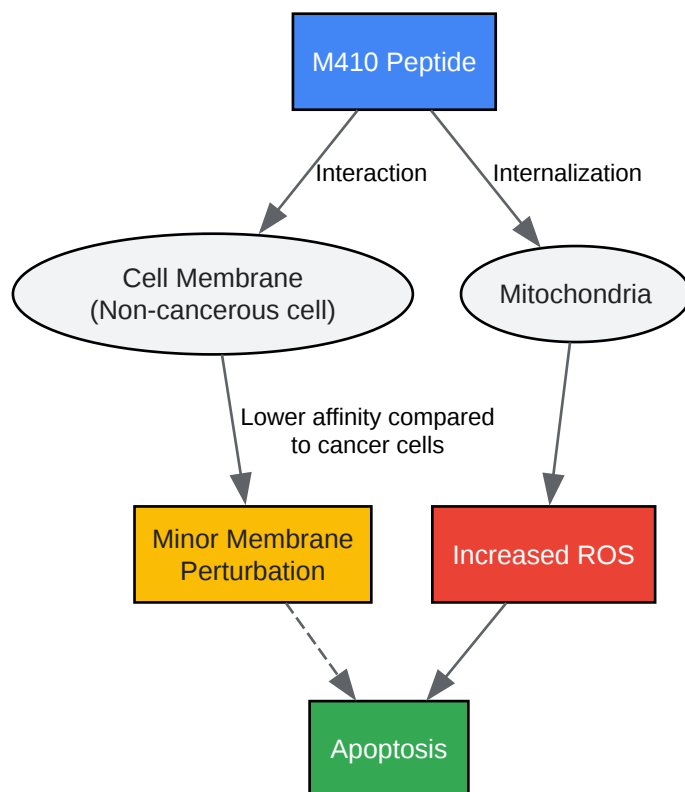 M410 Peptide
Interaction
Internalization
Cell Membrane
(Non-cancerous cell)
Mitochondria
Lower affinity compared
to cancer cells
Minor Membrane
Perturbation
Increased ROS
Apoptosis